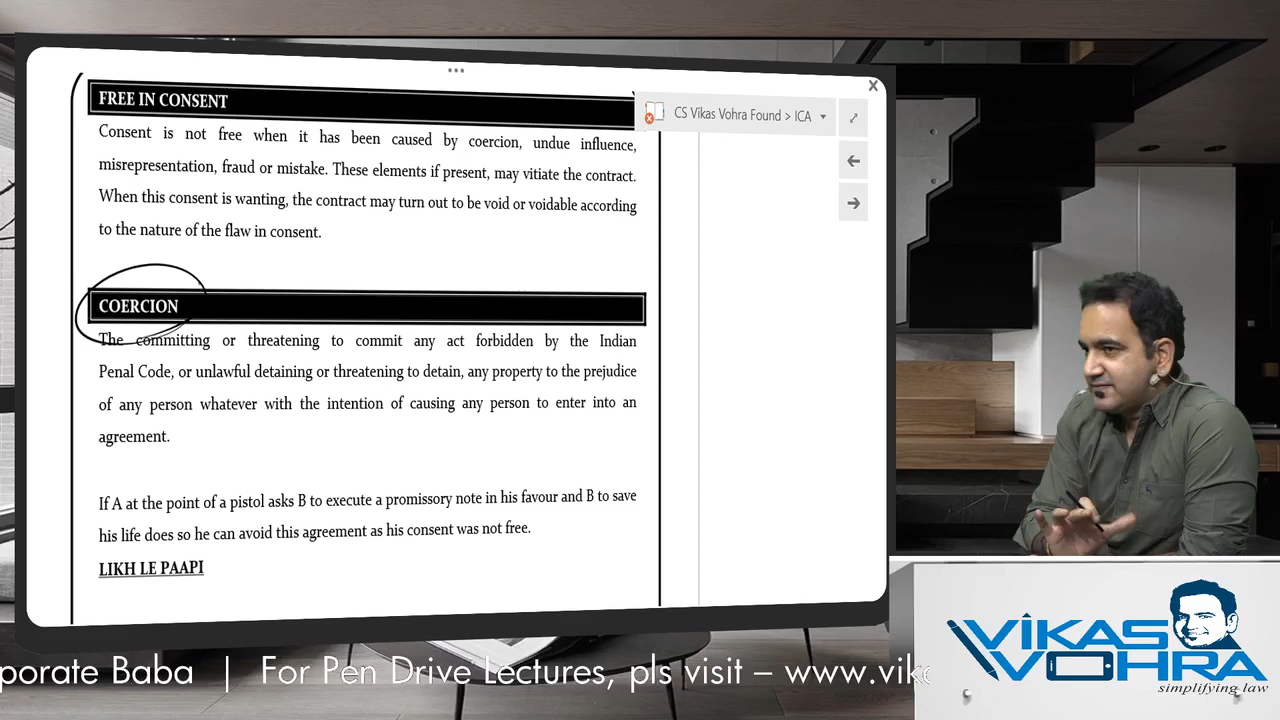 FREE IN CONSENT
CS Vikas Vohra Found > ICA
Consent is not free when it has been caused by coercion, undue influence,
misrepresentation, fraud or mistake. These elements if present, may vitiate the contract.
When this consent is wanting, the contract may turn out to be void or voidable according
to the nature of the flaw in consent.
COERCION
The committing or threatening to commit any act forbidden by the Indian
Penal Code, or unlawful detaining or threatening to detain, any property to the prejudice
of any person whatever with the intention of causing any person to enter into an
agreement.
If A at the point of a pistol asks B to execute a promissory note in his favour and B to save
his life does so he can avoid this agreement as his consent was not free.
LIKH LE PAAPI
porate Baba | For Pen Drive Lectures, pls visit – www.vik
VIKAS
VOHRA
simplifying law